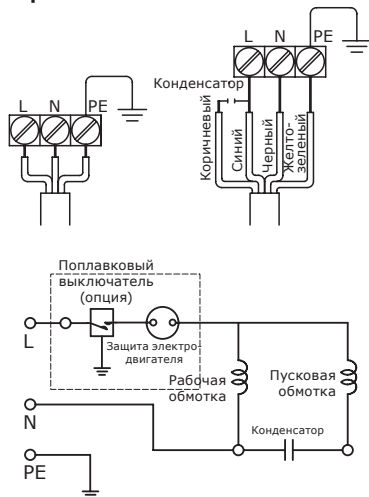 L N PE
Конденсатор
L N PE
Коричневый
Синий
Черный
Желто-
зеленый
Поплавковый
выключатель
(опция)
L
Защита электро-
двигателя
Рабочая
обмотка
Пусковая
обмотка
N
Конденсатор
PE